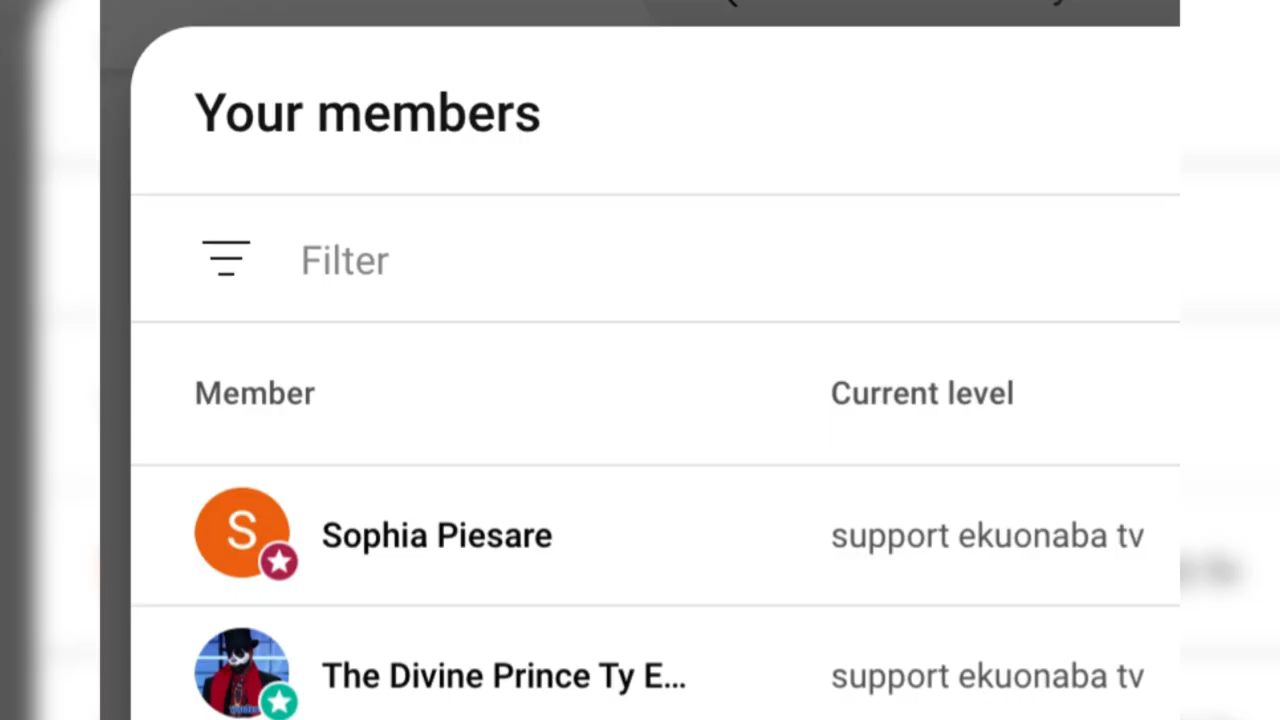 Your members
Filter
Member Current level
S Sophia Piesare support ekuonaba tv
The Divine Prince Ty E... support ekuonaba tv